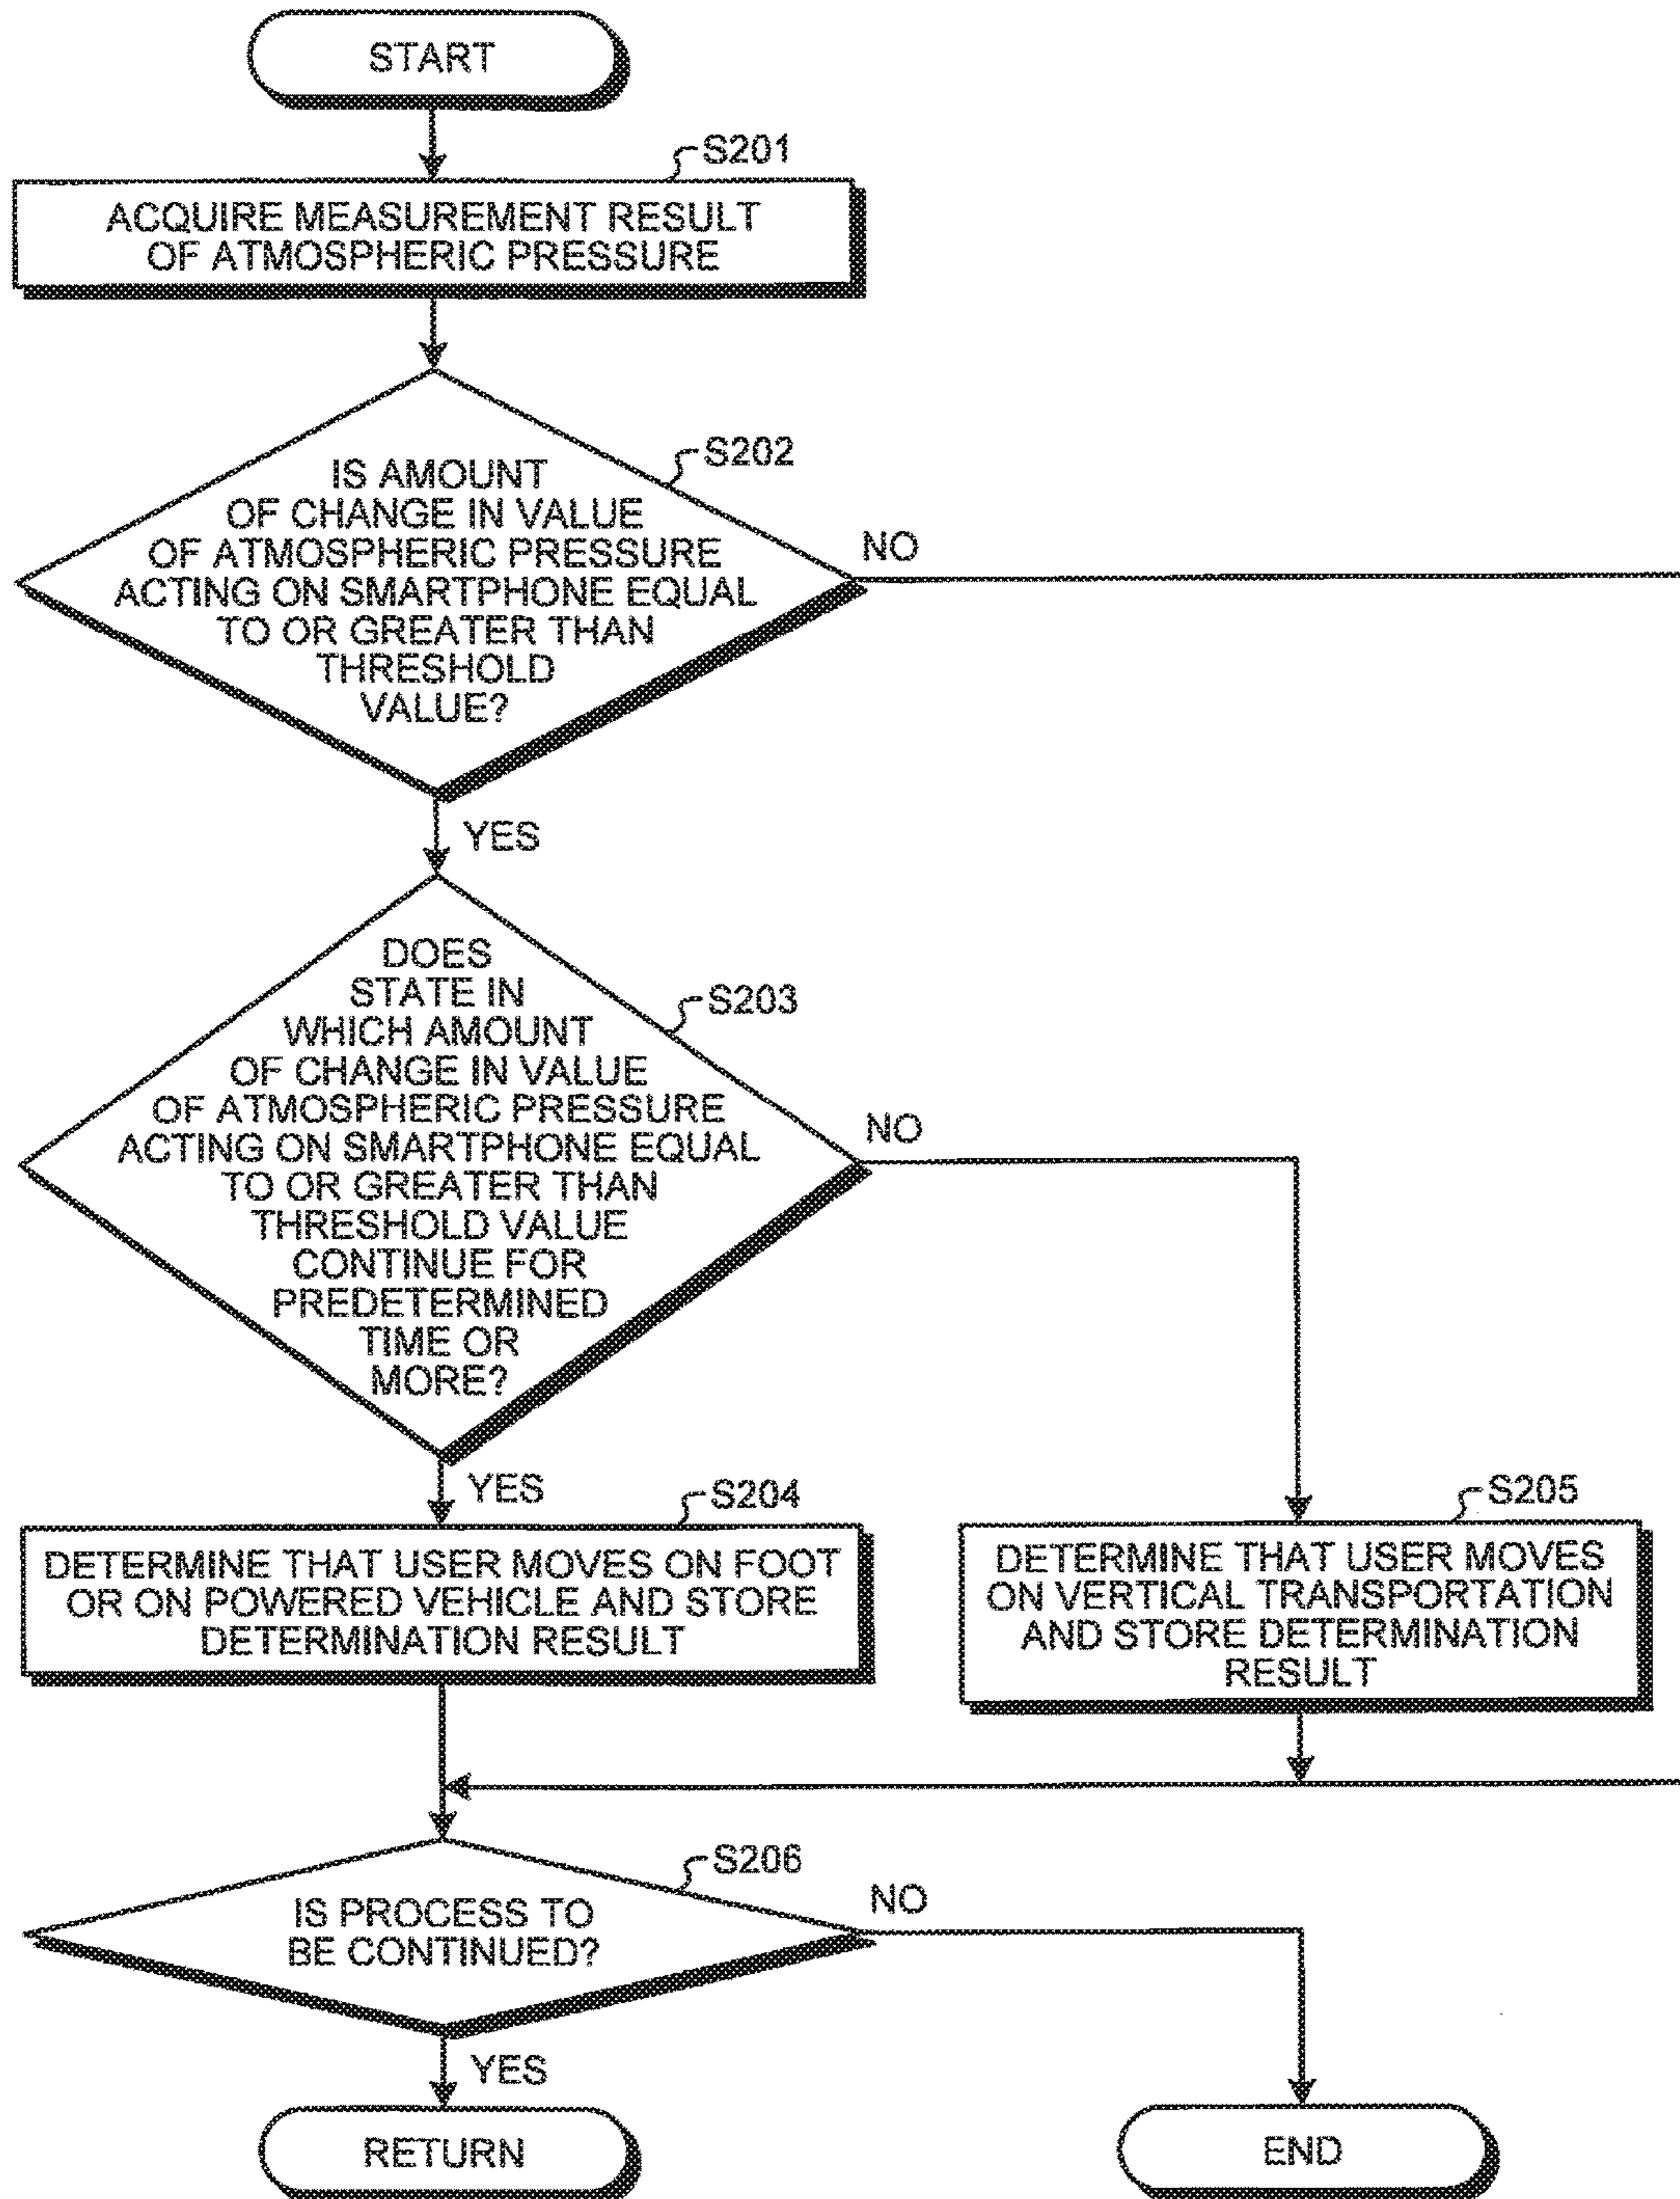 START
S201
ACQUIRE MEASUREMENT RESULT
OF ATMOSPHERIC PRESSURE
S202
IS AMOUNT
OF CHANGE IN VALUE
OF ATMOSPHERIC PRESSURE
ACTING ON SMARTPHONE EQUAL
TO OR GREATER THAN
THRESHOLD
VALUE?
NO
YES
S203
DOES
STATE IN
WHICH AMOUNT
OF CHANGE IN VALUE
OF ATMOSPHERIC PRESSURE
ACTING ON SMARTPHONE EQUAL
TO OR GREATER THAN
THRESHOLD VALUE
CONTINUE FOR
PREDETERMINED
TIME OR
MORE?
NO
YES
S204
DETERMINE THAT USER MOVES ON FOOT
OR ON POWERED VEHICLE AND STORE
DETERMINATION RESULT
S205
DETERMINE THAT USER MOVES
ON VERTICAL TRANSPORTATION
AND STORE DETERMINATION
RESULT
S206
IS PROCESS TO
BE CONTINUED?
NO
YES
RETURN
END